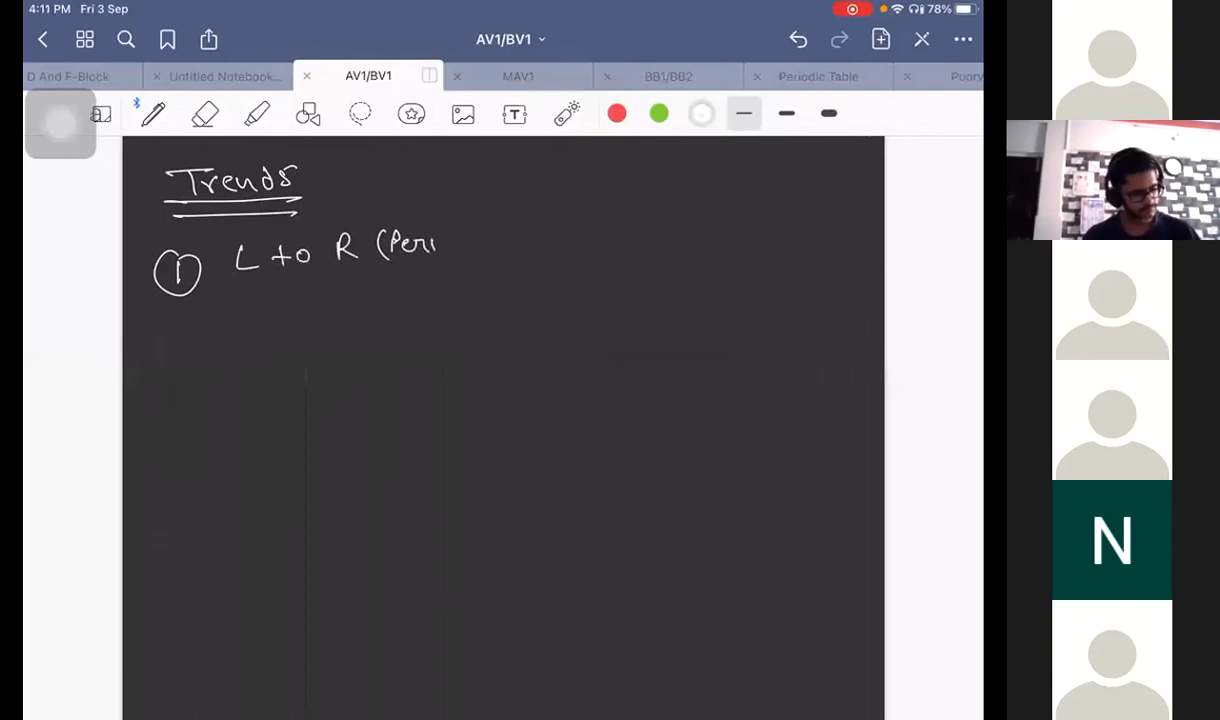 4:11 PM Fri 3 Sep
78%
AV1/BV1
D And F-Block
Untitled Notebook...
AV1/BV1
MAV1
BB1/BB2
Periodic Table
Poorv
T
Trends
① L to R (Peri
N